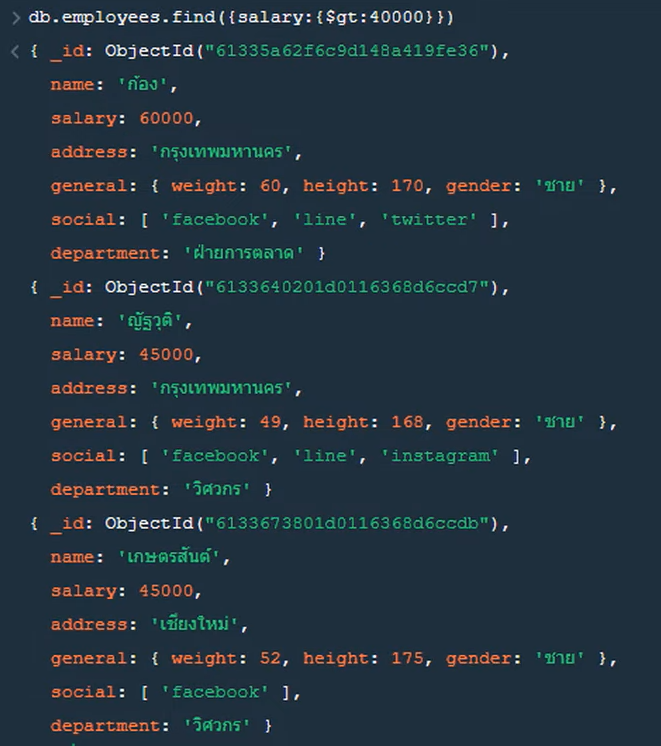 > db.employees.find({salary:{$gt:40000}})
< { _id: ObjectId("61335a62f6c9d148a419fe36"),
name: 'ก้อง',
salary: 60000,
address: 'กรุงเทพมหานคร',
general: { weight: 60, height: 170, gender: 'ชาย' },
social: [ 'facebook', 'line', 'twitter' ],
department: 'ฝ่ายการตลาด' }
{ _id: ObjectId("6133640201d0116368d6ccd7"),
name: 'ญัฐวุติ',
salary: 45000,
address: 'กรุงเทพมหานคร',
general: { weight: 49, height: 168, gender: 'ชาย' },
social: [ 'facebook', 'line', 'instagram' ],
department: 'วิศวกร' }
{ _id: ObjectId("6133673801d0116368d6ccdb"),
name: 'เกษตรสันต์',
salary: 45000,
address: 'เชียงใหม่',
general: { weight: 52, height: 175, gender: 'ชาย' },
social: [ 'facebook' ],
department: 'วิศวกร' }